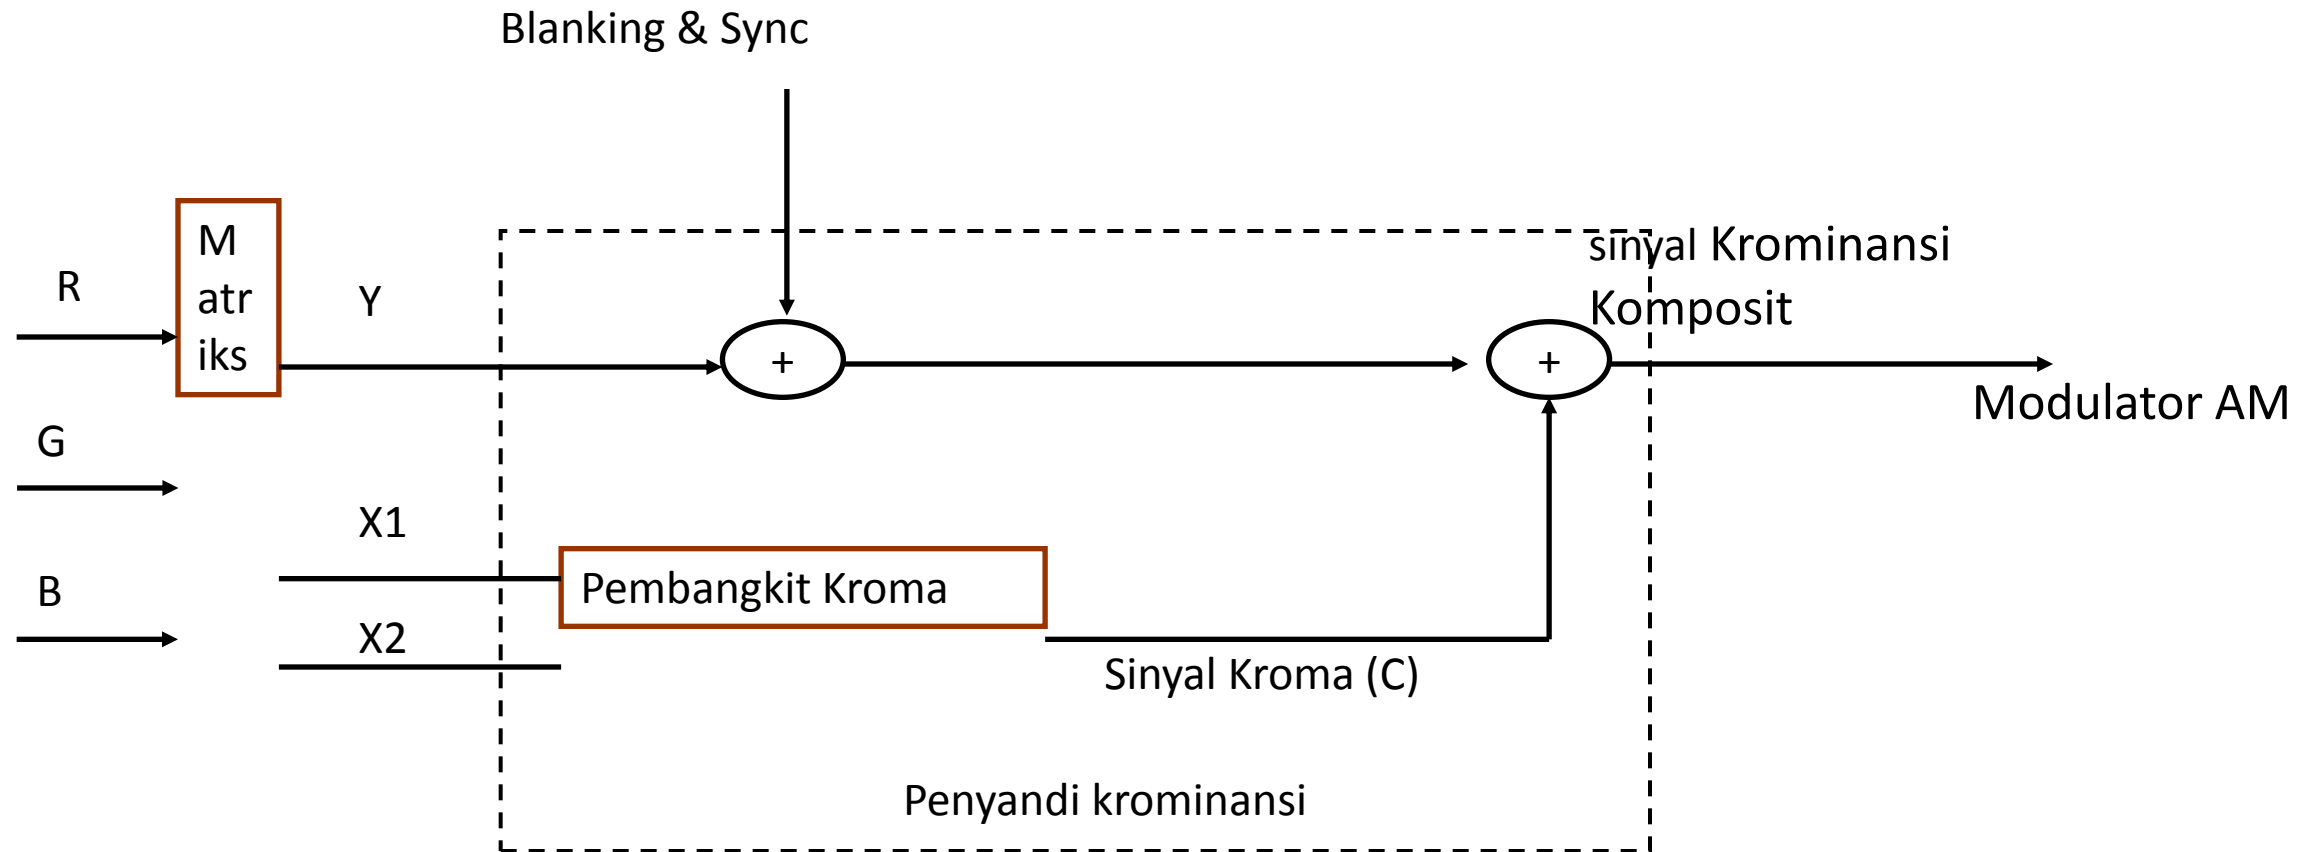 Blanking & Sync
M
atr
iks
R
Y
sinyal Krominansi
Komposit
+
+
Modulator AM
G
X1
B
Pembangkit Kroma
X2
Sinyal Kroma (C)
Penyandi krominansi